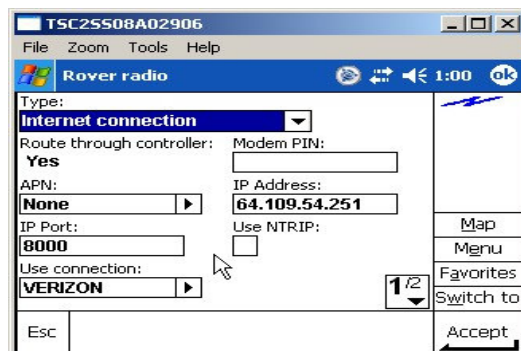 TSC2SS08A02906
File Zoom Tools Help
Rover radio 1:00 ok
Type:
Internet connection
Route through controller: Modem PIN:
Yes
APN: IP Address:
None 64.109.54.251
IP Port: Use NTRIP:
8000
Use connection:
VERIZON
1/2
Map
Menu
Favorites
Switch to
Esc Accept